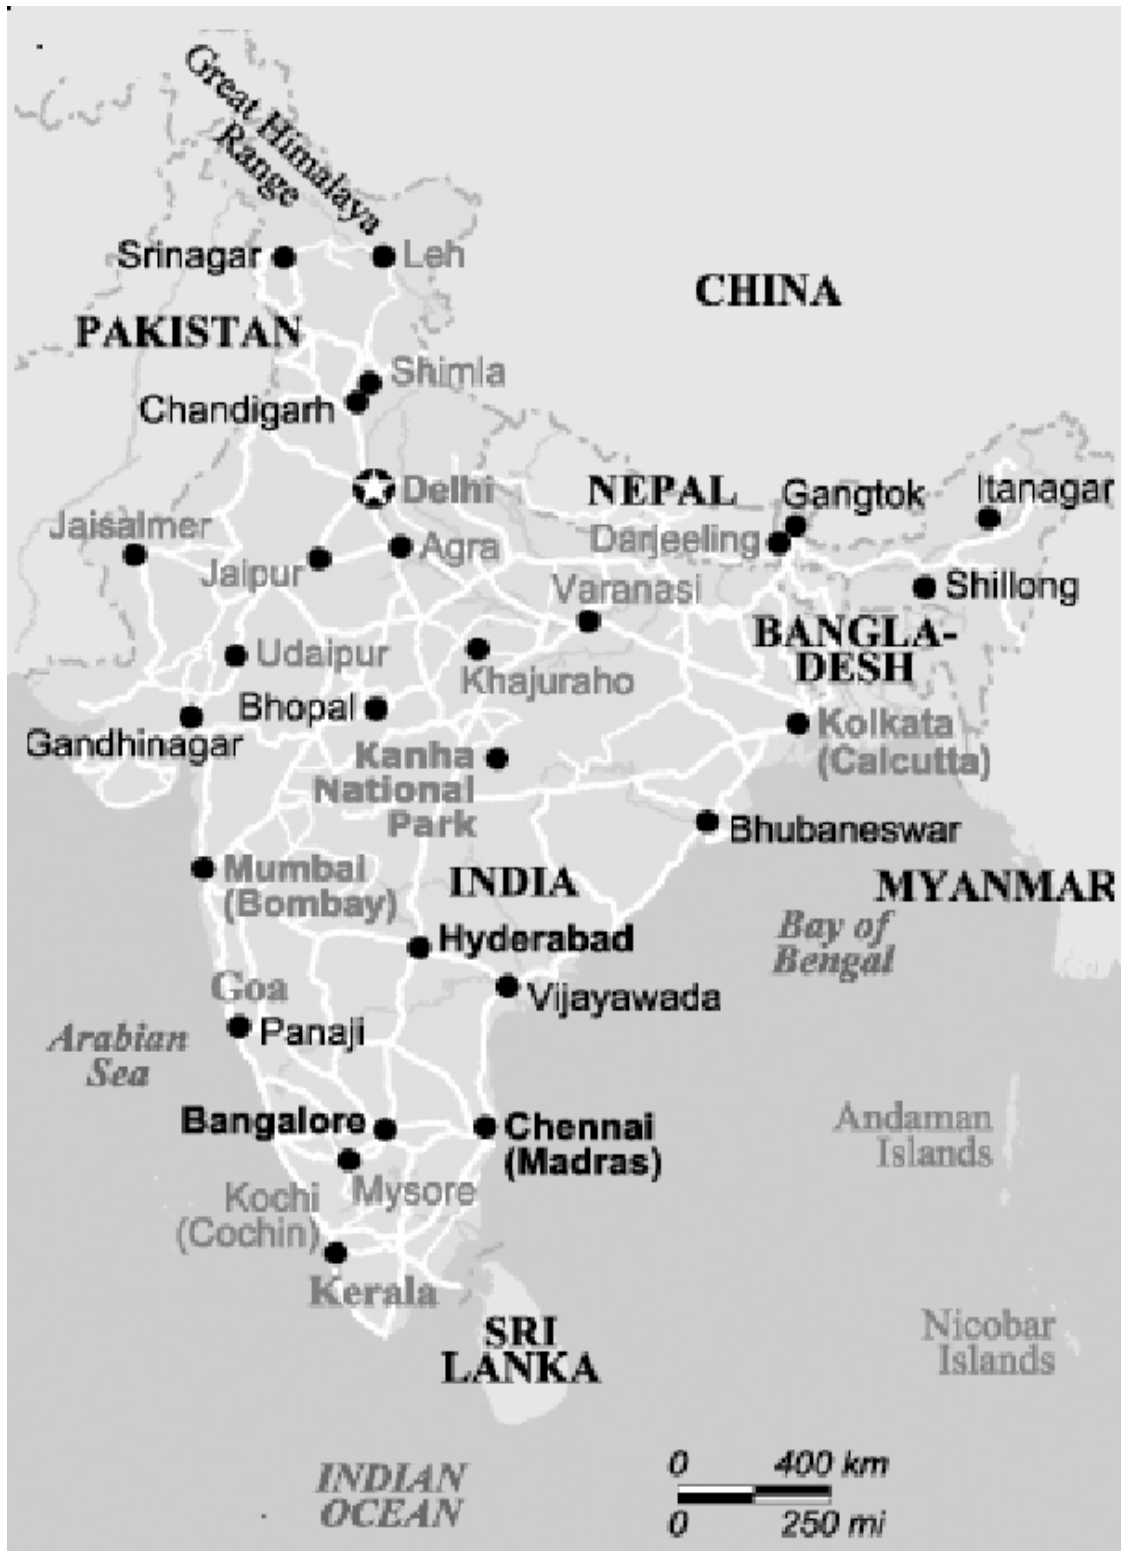 Great Himalaya
Range
Srinagar
Leh
CHINA
PAKISTAN
Shimla
Chandigarh
Delhi
NEPAL
Gangtok
Itanagar
Jaisalmer
Agra
Darjeeling
Jaipur
Varanasi
Shillong
BANGLA-
DESH
Udaipur
Khajuraho
Bhopal
Gandhinagar
Kolkata
(Calcutta)
Kanha
National
Park
Bhubaneswar
Mumbai
(Bombay)
INDIA
MYANMAR
Bay of
Bengal
Hyderabad
Goa
Vijayawada
Panaji
Arabian
Sea
Bangalore
Chennai
(Madras)
Andaman
Islands
Mysore
Kochi
(Cochin)
Kerala
SRI
LANKA
Nicobar
Islands
INDIAN
OCEAN
0 400 km
0 250 mi